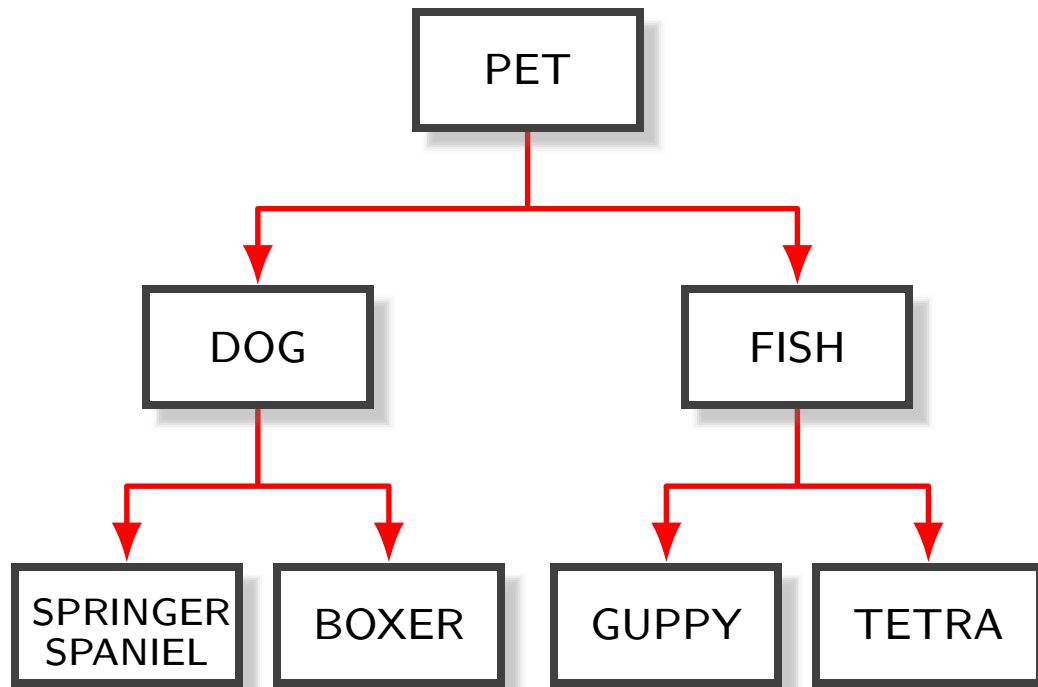 PET
DOG
FISH
SPRINGER
SPANIEL
BOXER
GUPPY
TETRA